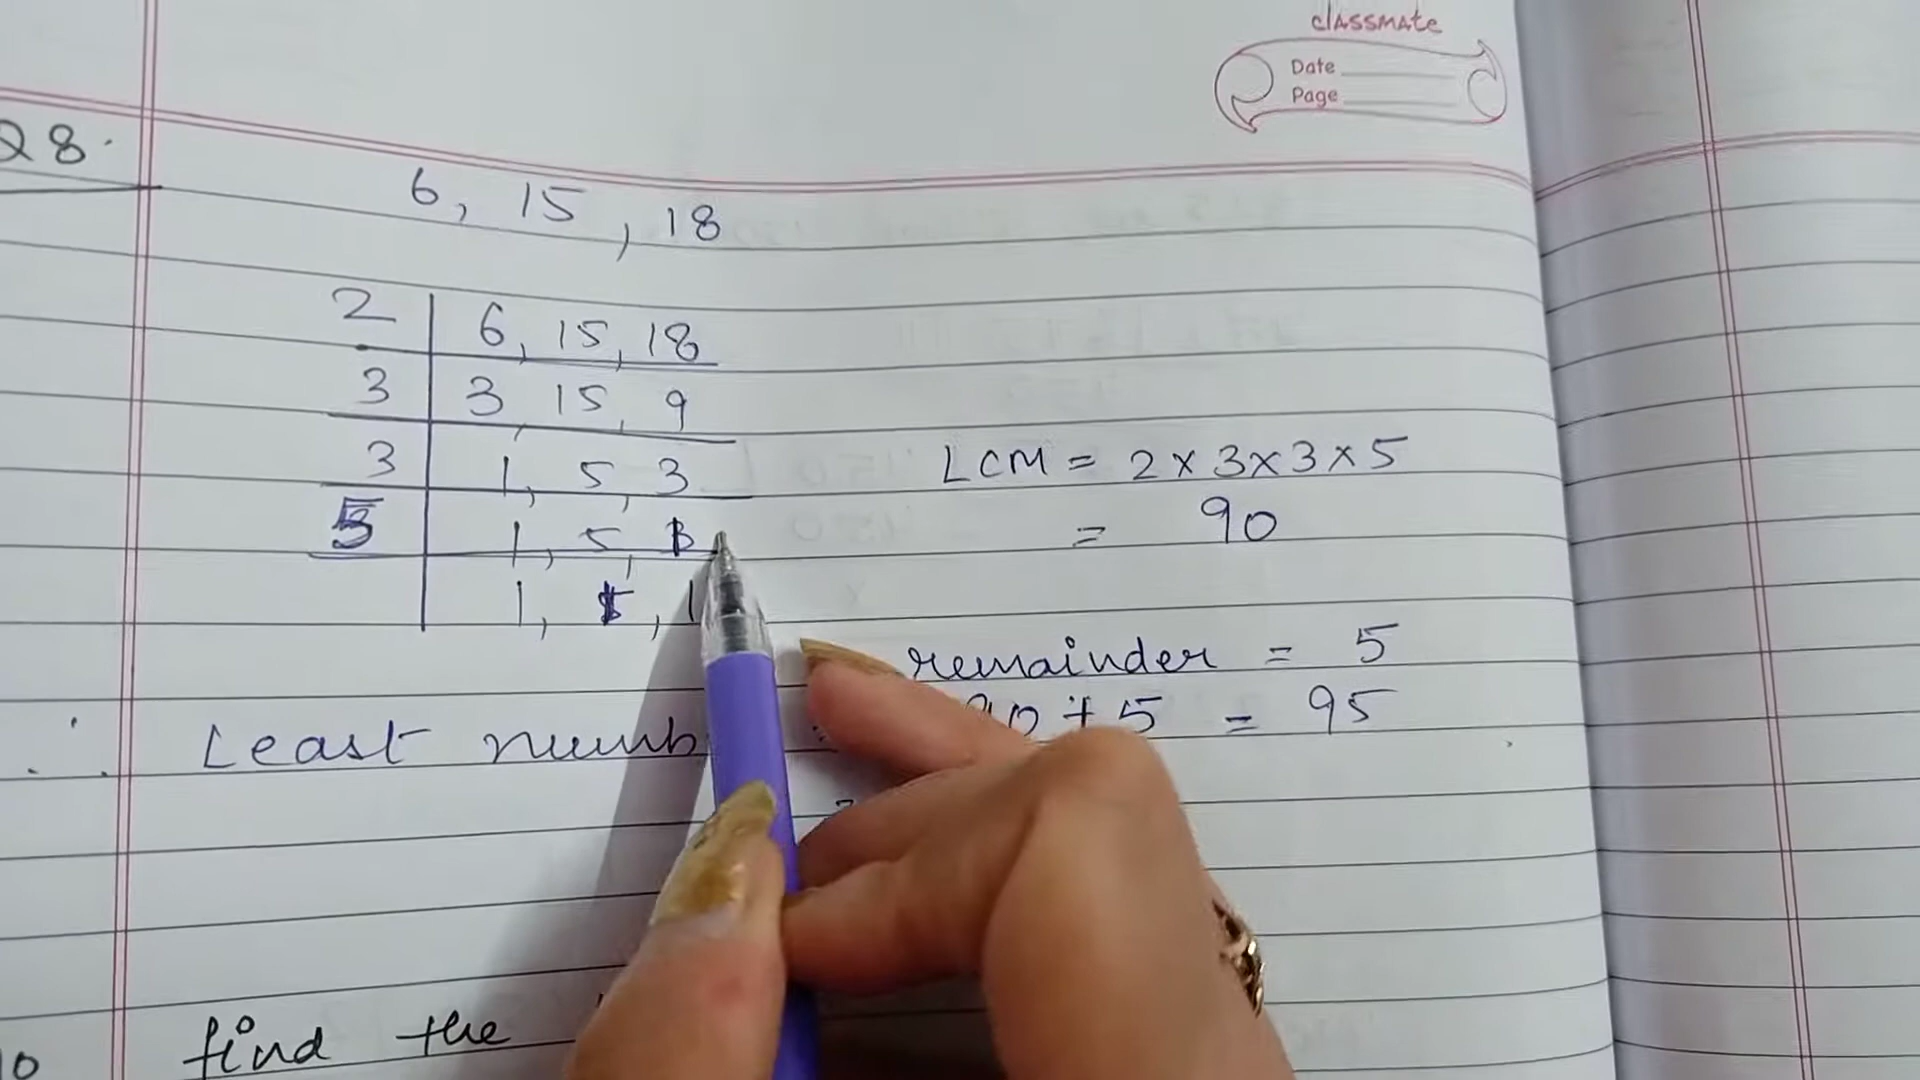 classmate
Date
Page
Q8.
6, 15, 18
2 6, 15, 18
3 3, 15, 9
3 1, 5, 3
5 1, 5, 1
1, 1, 1
LCM = 2 x 3 x 3 x 5
= 90
remainder = 5
∴ Least = 90 + 5 = 95
find the